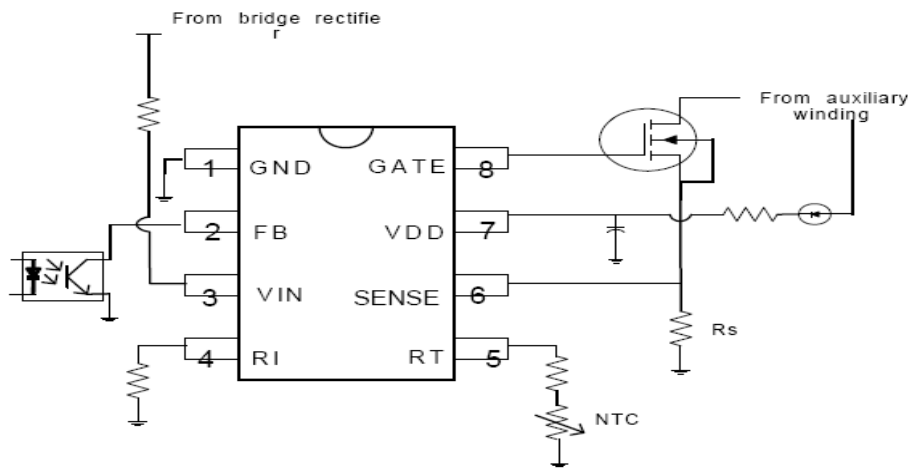 From bridge rectifie
r
From auxiliary
winding
1 GND GATE 8
2 FB VDD 7
3 VIN SENSE 6
4 RI RT 5
Rs
NTC